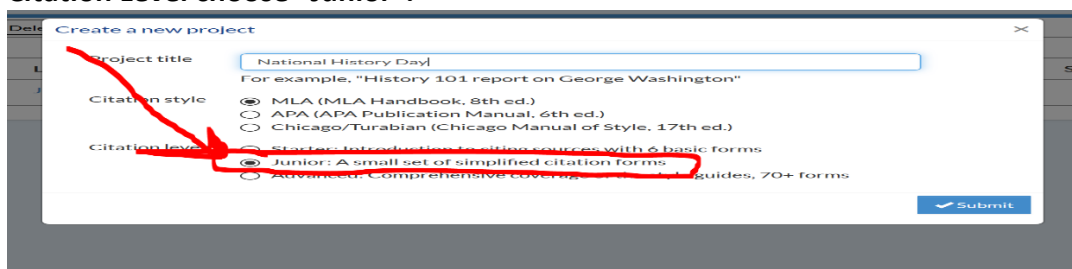 Citation Level choose "Junior".
Dele
Create a new project
×
Project title
National History Day
For example, "History 101 report on George Washington"
Citation style
MLA (MLA Handbook, 8th ed.)
APA (APA Publication Manual, 6th ed.)
Chicago/Turabian (Chicago Manual of Style, 17th ed.)
Citation level
Starter: Introduction to citing sources with 6 basic forms
Junior: A small set of simplified citation forms
Advanced: Comprehensive coverage guides, 70+ forms
Submit